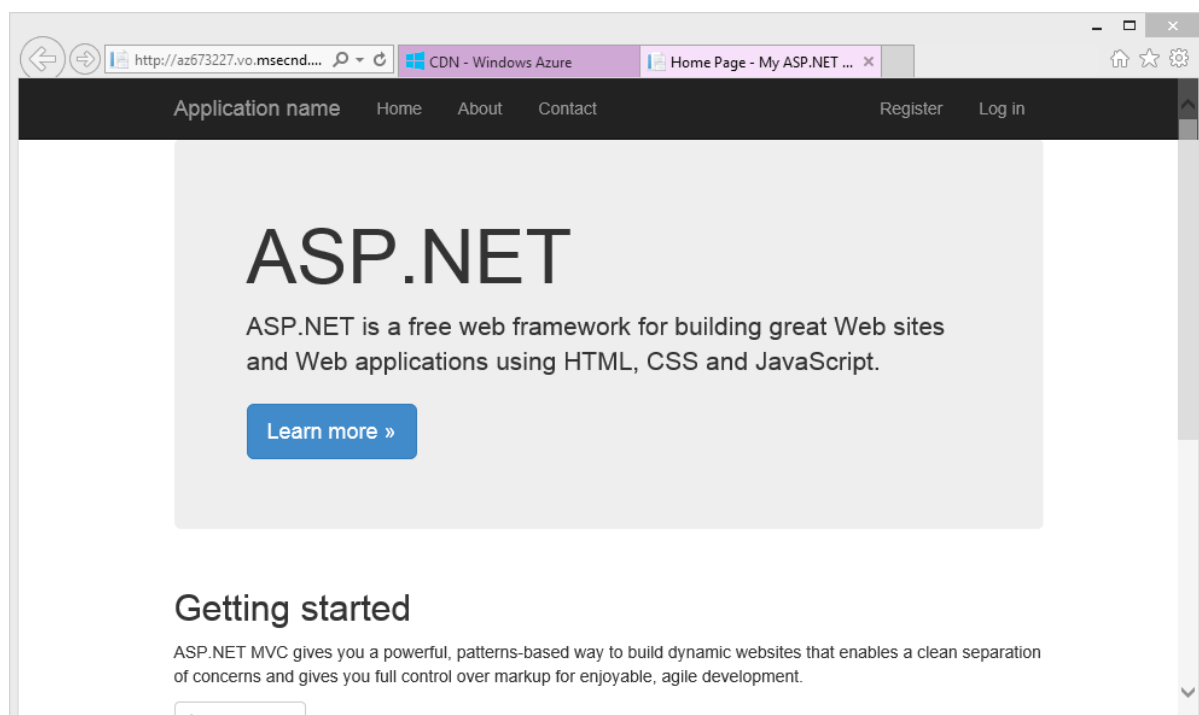 http://az673227.vo.msecnd....
CDN - Windows Azure
Home Page - My ASP.NET ...
Application name Home About Contact Register Log in
ASP.NET
ASP.NET is a free web framework for building great Web sites
and Web applications using HTML, CSS and JavaScript.
Learn more »
Getting started
ASP.NET MVC gives you a powerful, patterns-based way to build dynamic websites that enables a clean separation
of concerns and gives you full control over markup for enjoyable, agile development.